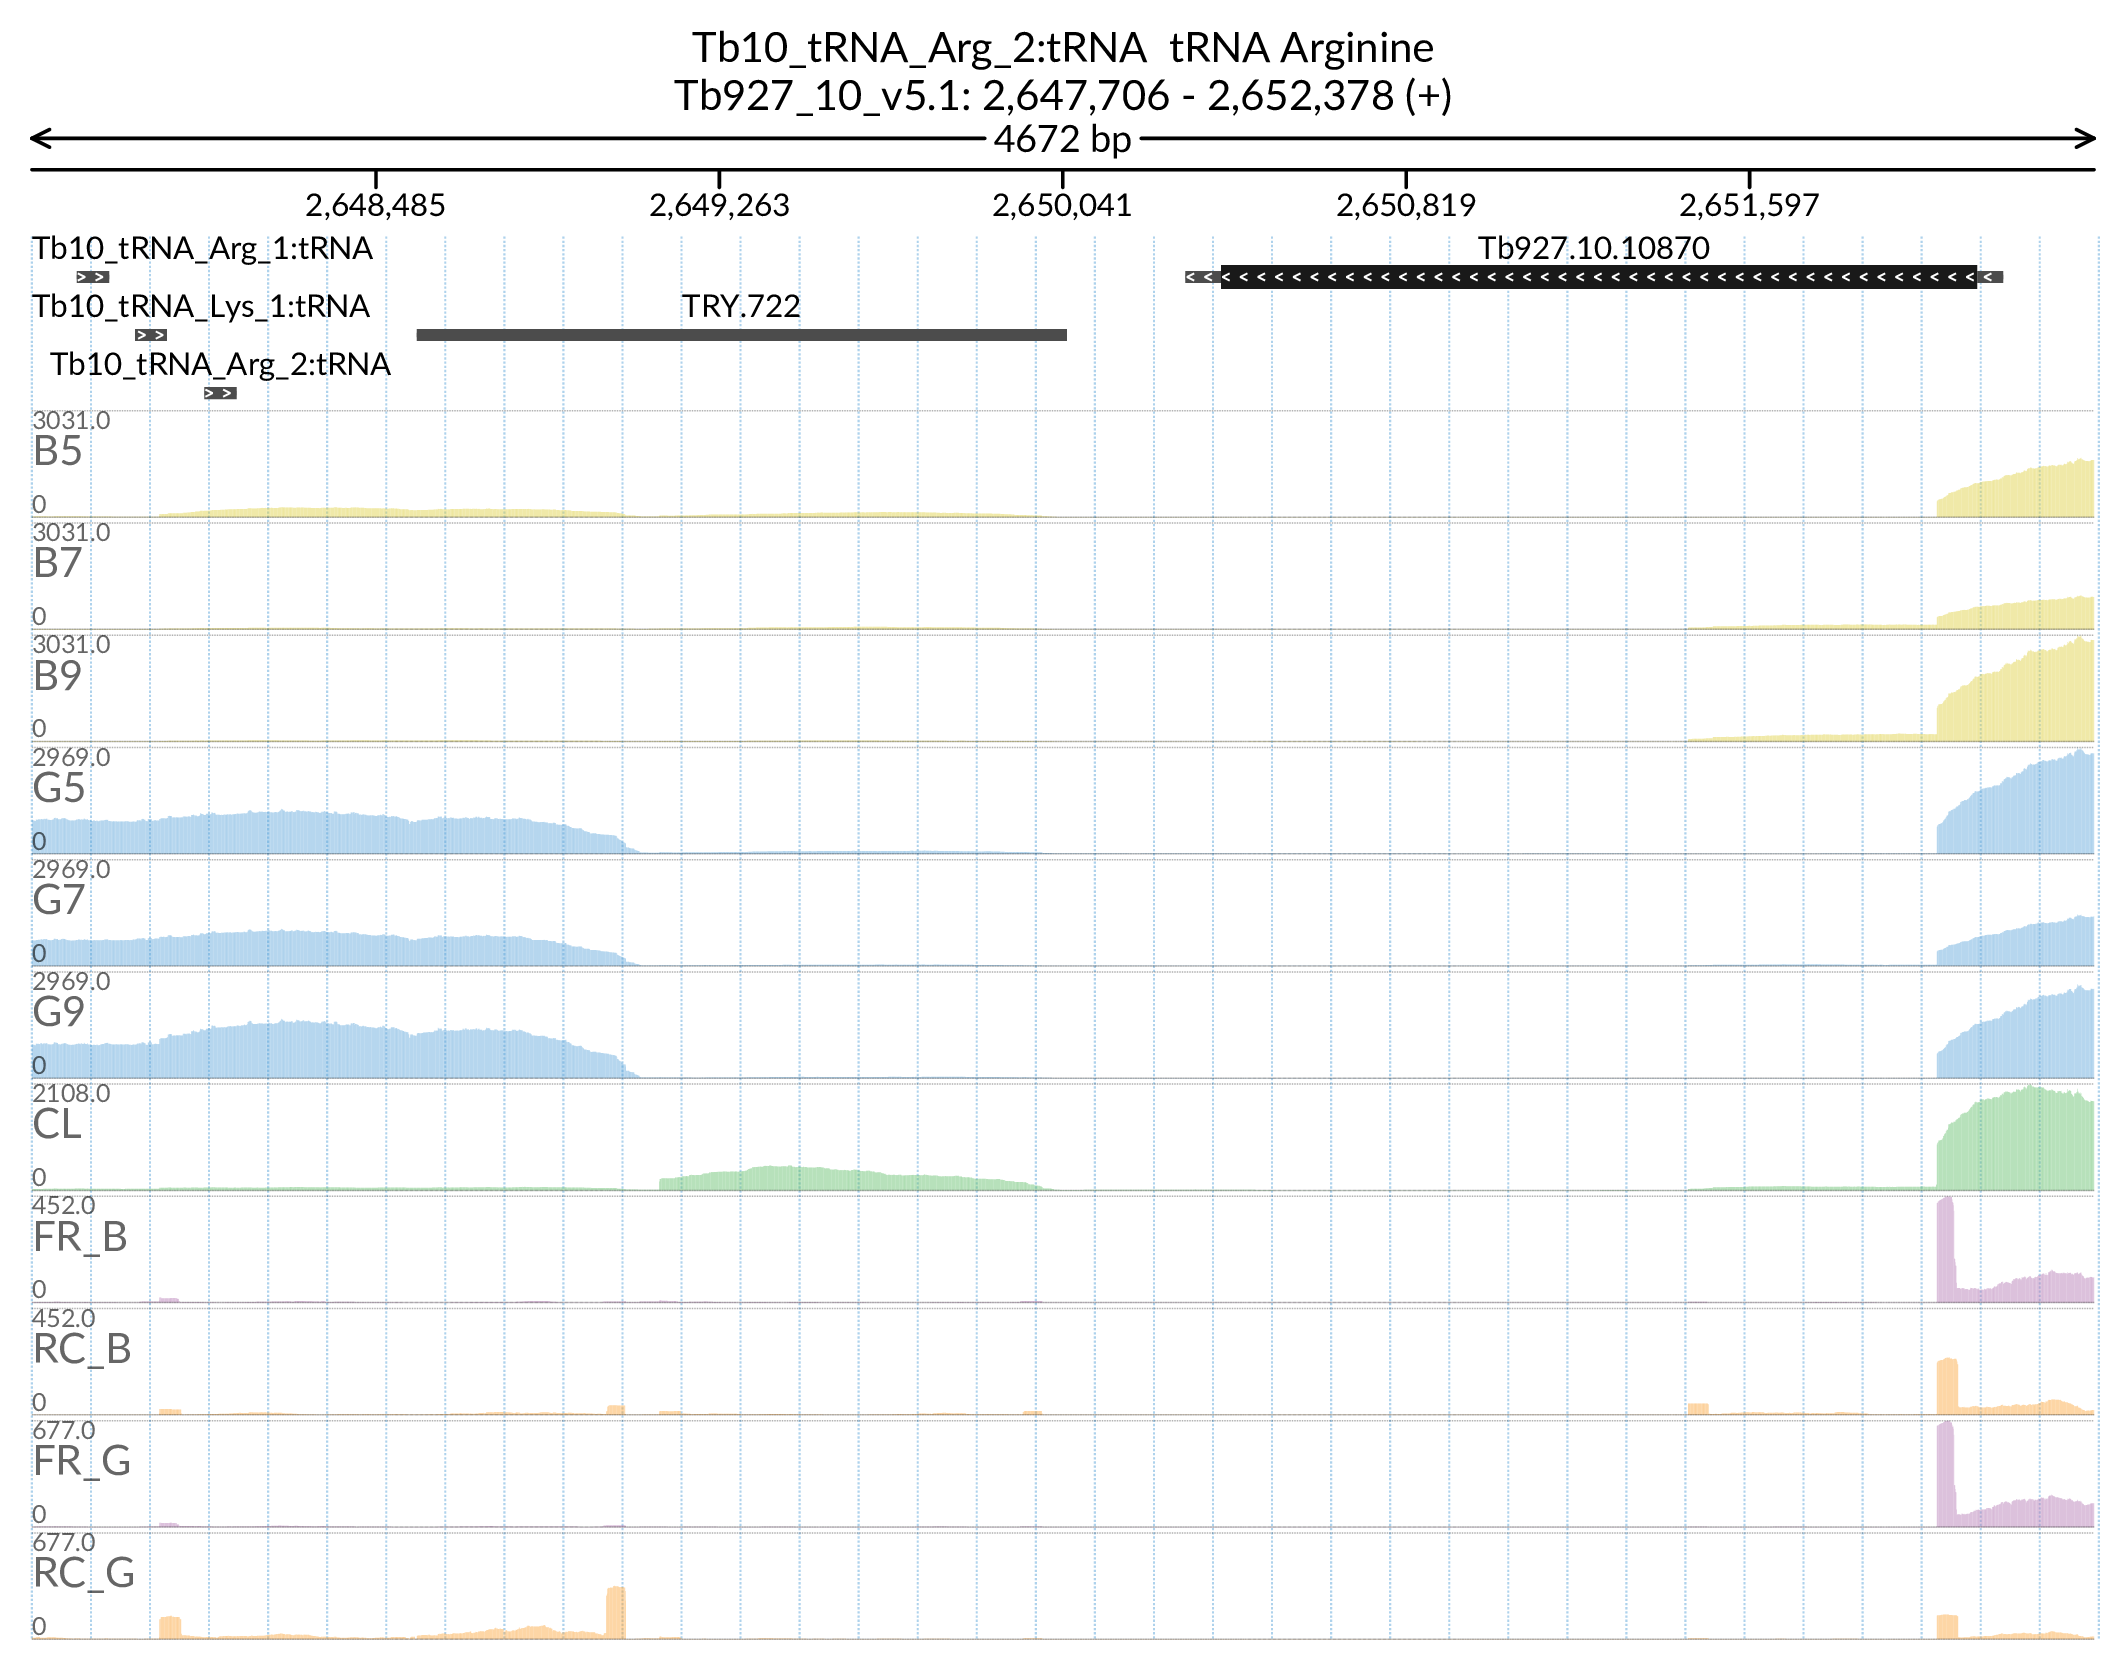 Tb10_tRNA_Arg_2:tRNA  tRNA Arginine
Tb927_10_v5.1: 2,647,706 - 2,652,378 (+)
4672 bp
2,648,485 2,649,263 2,650,041 2,650,819 2,651,597
Tb10_tRNA_Arg_1:tRNA Tb927.10.10870
Tb10_tRNA_Lys_1:tRNA TRY.722
Tb10_tRNA_Arg_2:tRNA
3031.0
B5
0
3031.0
B7
0
3031.0
B9
0
2969.0
G5
0
2969.0
G7
0
2969.0
G9
0
2108.0
CL
0
452.0
FR_B
0
452.0
RC_B
0
677.0
FR_G
0
677.0
RC_G
0